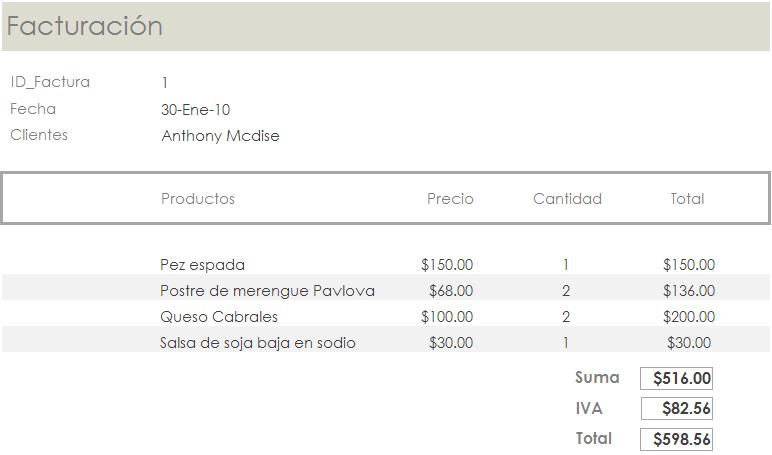 Facturación
ID_Factura 1
Fecha 30-Ene-10
Clientes Anthony Mcdise
Productos Precio Cantidad Total
Pez espada $150.00 1 $150.00
Postre de merengue Pavlova $68.00 2 $136.00
Queso Cabrales $100.00 2 $200.00
Salsa de soja baja en sodio $30.00 1 $30.00
Suma $516.00
IVA $82.56
Total $598.56